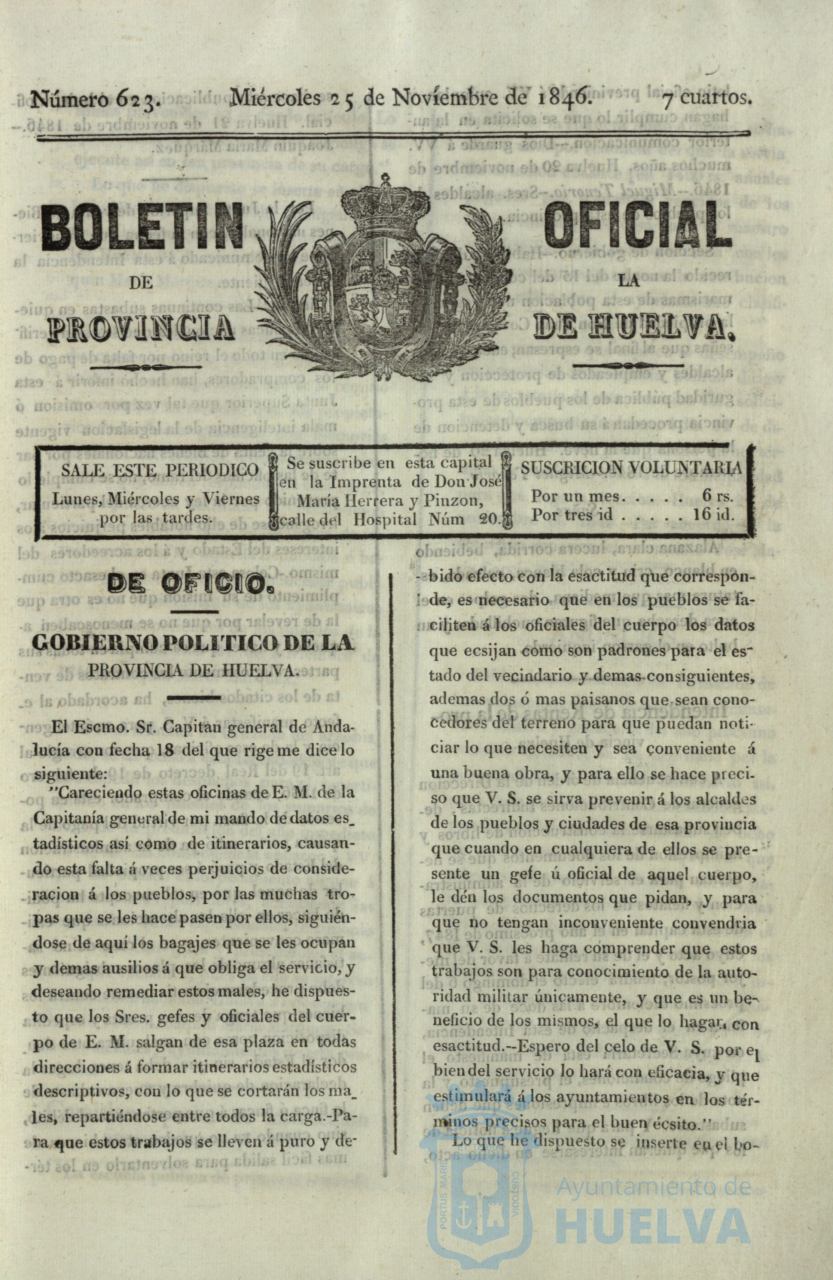 Número 623. Miércoles 25 de Noviembre de 1846. 7 cuartos.
BOLETIN OFICIAL
DE LA
PROVINCIA DE HUELVA.
SALE ESTE PERIODICO
Lunes, Miércoles y Viernes
por las tardes.
Se suscribe en esta capital
en la Imprenta de Don José
María Herrera y Pinzon,
calle del Hospital Núm 20.
SUSCRICION VOLUNTARIA
Por un mes. . . . . 6 rs.
Por tres id . . . . . 16 id.
DE OFICIO.
GOBIERNO POLITICO DE LA
PROVINCIA DE HUELVA.
El Escmo. Sr. Capitan general de Anda-
lucía con fecha 18 del que rige me dice lo
siguiente:
"Careciendo estas oficinas de E. M. de la
Capitanía general de mi mando de datos es_
tadísticos así como de itinerarios, causan-
do esta falta á veces perjuicios de conside-
racion á los pueblos, por las muchas tro-
pas que se les hace pasen por ellos, siguién-
dose de aquí los bagajes que se les ocupan
y demas ausilios á que obliga el servicio, y
deseando remediar estos males, he dispues-
to que los Sres. gefes y oficiales del cuer-
po de E. M. salgan de esa plaza en todas
direcciones á formar itinerarios estadísticos
descriptivos, con lo que se cortarán los ma_
les, repartiéndose entre todos la carga.-Pa-
ra que estos trabajos se lleven á puro y de-
bido efecto con la esactitud que correspon-
de, es necesario que en los pueblos se fa-
ciliten á los oficiales del cuerpo los datos
que ecsijan como son padrones para el es-
tado del vecindario y demas consiguientes,
ademas dos ó mas paisanos que sean cono-
cedores del terreno para que puedan noti-
ciar lo que necesiten y sea conveniente á
una buena obra, y para ello se hace preci-
so que V. S. se sirva prevenir á los alcaldes
de los pueblos y ciudades de esa provincia
que cuando en cualquiera de ellos se pre-
sente un gefe ú oficial de aquel cuerpo,
le dén los documentos que pidan, y para
que no tengan inconveniente convendria
que V. S. les haga comprender que estos
trabajos son para conocimiento de la auto-
ridad militar únicamente, y que es un be-
neficio de los mismos, el que lo hagan con
esactitud.--Espero del celo de V. S. por el
bien del servicio lo hará con eficacia, y que
estimulará á los ayuntamientos en los tér-
minos precisos para el buen écsito."
Lo que he dispuesto se inserte en el bo-
PORTUS MARIS CUSTODIA
Ayuntamiento de
HUELVA